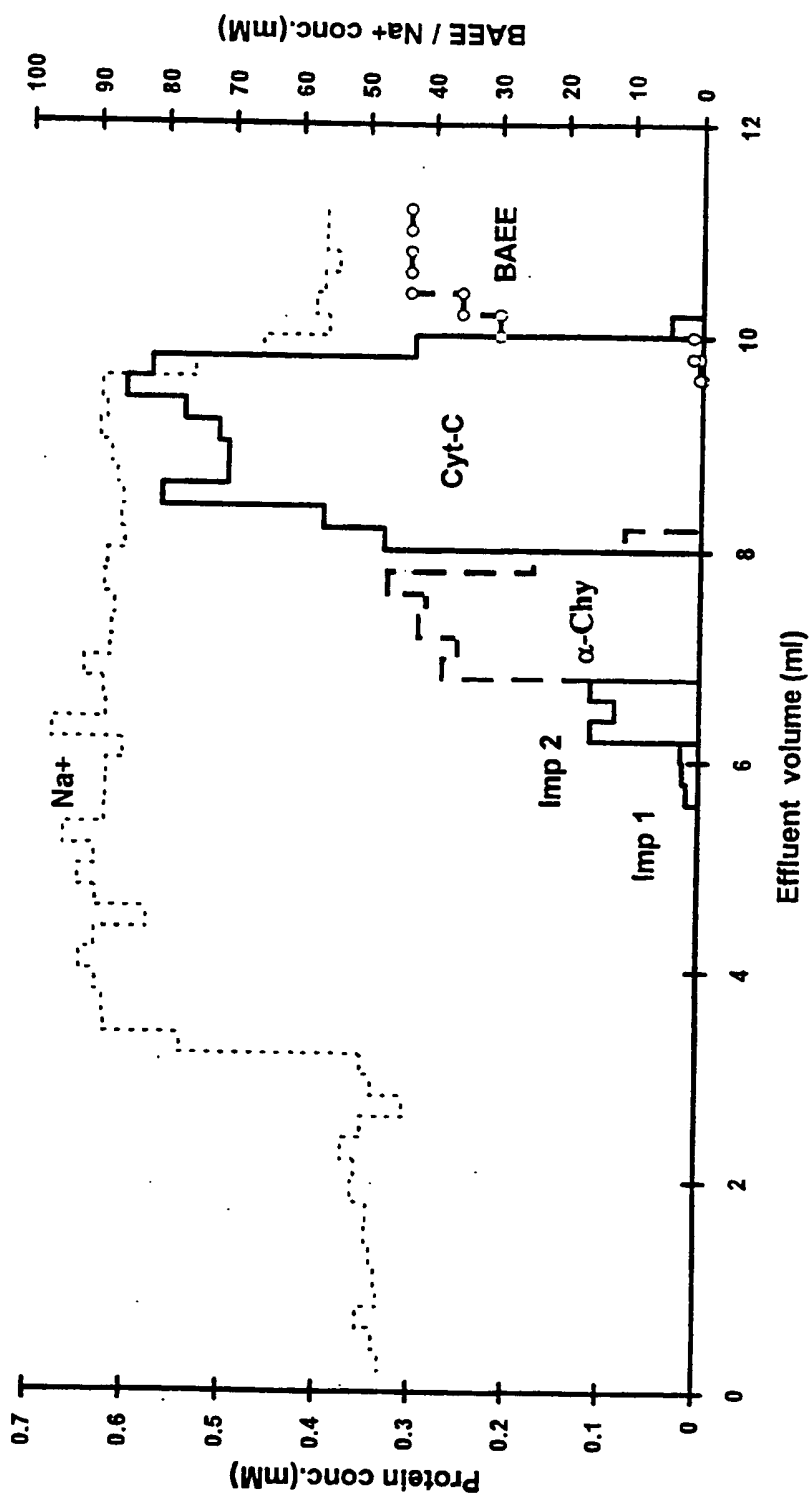 Protein conc.(mM)
0.7
0.6
0.5
0.4
0.3
0.2
0.1
0
BAEE / Na+ conc.(mM)
100
90
80
70
60
50
40
30
20
10
0
Na+
BAEE
Cyt-C
α-Chy
Imp 2
Imp 1
0
2
4
6
8
10
12
Effluent volume (ml)